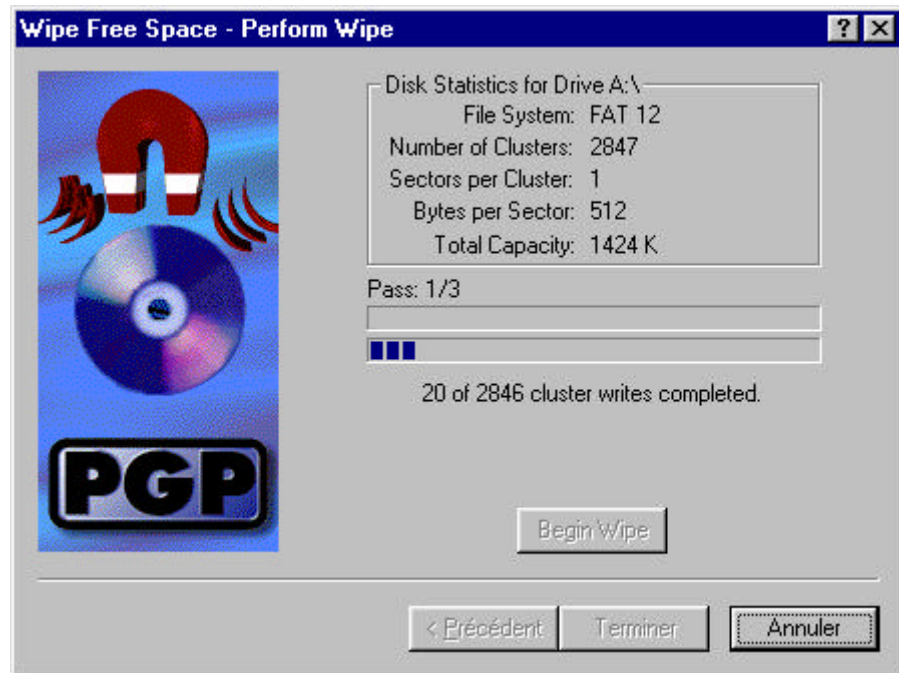 Wipe Free Space - Perform Wipe
Disk Statistics for Drive A:\
File System: FAT 12
Number of Clusters: 2847
Sectors per Cluster: 1
Bytes per Sector: 512
Total Capacity: 1424 K
Pass: 1/3
20 of 2846 cluster writes completed.
PGP
Begin Wipe
< Précédent Terminer Annuler